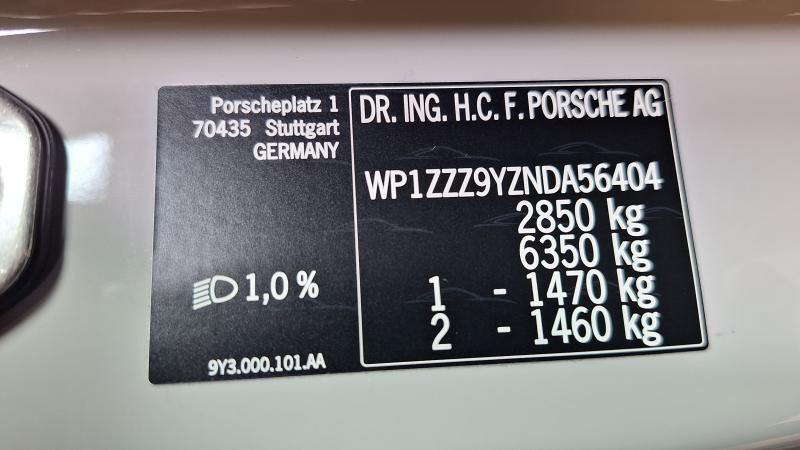 Porscheplatz 1
70435 Stuttgart
GERMANY
1,0 %
9Y3.000.101.AA
DR. ING. H.C. F. PORSCHE AG
WP1ZZZ9YZNDA56404
2850 kg
6350 kg
1 - 1470 kg
2 - 1460 kg